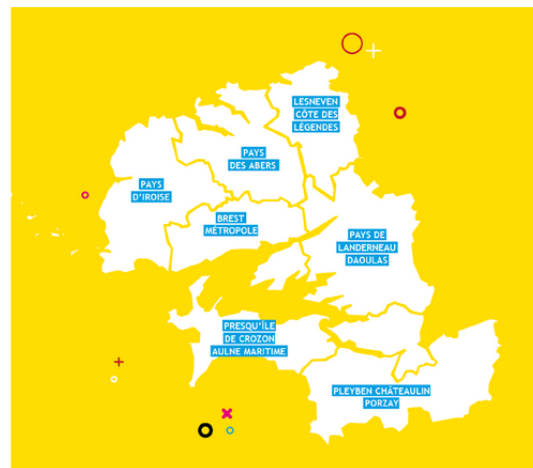 LESNEVEN
CÔTE DES
LÉGENDES
PAYS
DES ABERS
PAYS
D'IROISE
BREST
MÉTROPOLE
PAYS DE
LANDERNEAU
DAOULAS
PRESQU'ÎLE
DE CROZON
AULNE MARITIME
PLEYBEN CHÂTEAULIN
PORZAY